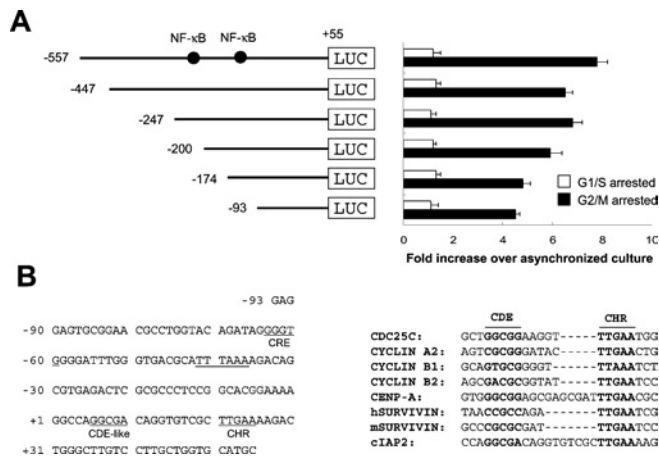 A
NF-κB NF-κB +55
-557 LUC
-447 LUC
-247 LUC
-200 LUC
-174 LUC
-93 LUC
G1/S arrested
G2/M arrested
0 2 4 6 8 10
Fold increase over asynchronized culture
B
-93 GAG
-90 GAGTGCGGAA CGCCTGGTAC AGATAGGGGT
CRE
-60 GGGGATTTGG GTGACGCATT TAAAAGACAG
-30 CGTGAGACTC GCGCCCTCCG GCACGGAAAA
+1 GGCCAGGCGA CAGGTGTCGC TTGAAAAGAC
CDE-like CHR
+31 TGGGCTTGTC CTTGCTGGTG CATGC
CDE CHR
CDC25C: GCTGGCGGAAGGT-----TTGAATGG
CYCLIN A2: TGAGCGCGGGATAC-----TTGAACTG
CYCLIN B1: GCAGTGCGGGGT------TTAAATCT
CYCLIN B2: AGCGACGCGGTAT-----TTGAATCC
CENP-A: GTGGGCGGAGCGAGCGATTTGAACGC
hSURVIVIN: TAACCGCCAGA-------TTGAATCG
mSURVIVIN: GCCCGCGCGAT-------TTGAATCC
cIAP2: CCAGGCGACAGGTGTCGCTTGAAAAG